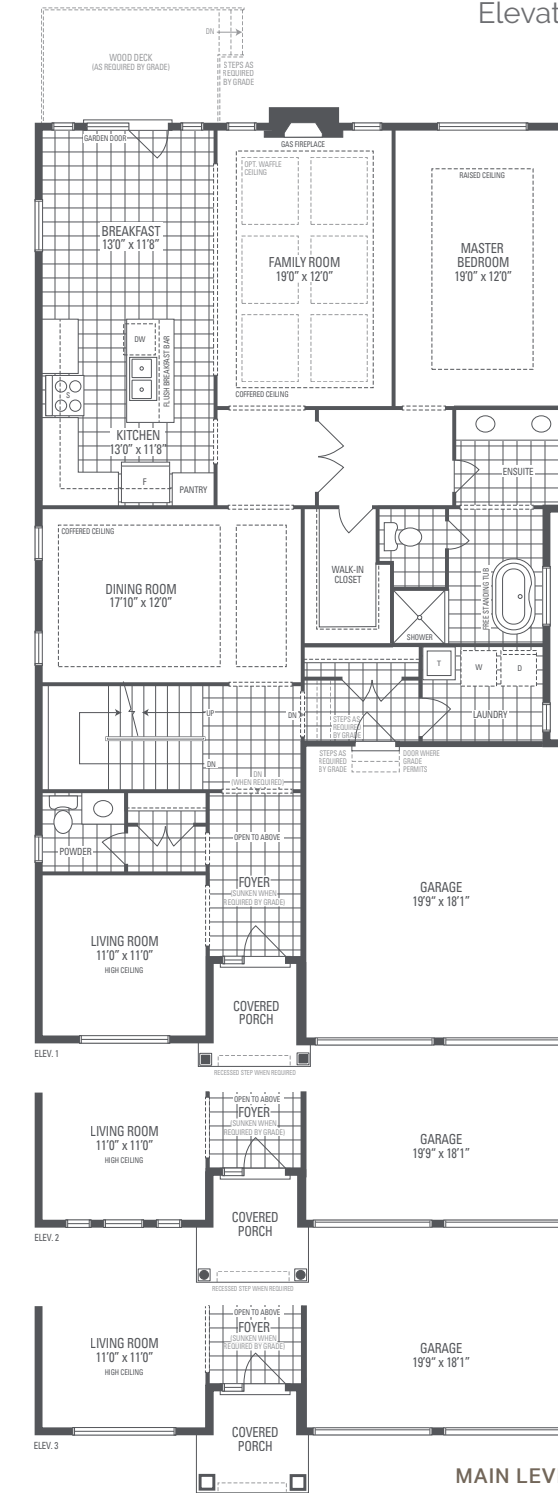 Elevat
DN
WOOD DECK
(AS REQUIRED BY GRADE)
STEPS AS
REQUIRED
BY GRADE
GARDEN DOOR
GAS FIREPLACE
OPT. WAFFLE
CEILING
RAISED CEILING
BREAKFAST
13'0" x 11'8"
FAMILY ROOM
19'0" x 12'0"
MASTER
BEDROOM
19'0" x 12'0"
DW
FLUSH BREAKFAST BAR
S
COFFERED CEILING
KITCHEN
13'0" x 11'8"
F
PANTRY
ENSUITE
COFFERED CEILING
DINING ROOM
17'10" x 12'0"
WALK-IN
CLOSET
FREE STANDING TUB
SHOWER
T
W
D
UP
DN
STEPS AS
REQUIRED
BY GRADE
LAUNDRY
DN
DN
(WHEN REQUIRED)
STEPS AS
REQUIRED
BY GRADE
DOOR WHERE
GRADE
PERMITS
POWDER
OPEN TO ABOVE
FOYER
(SUNKEN WHEN
REQUIRED BY GRADE)
GARAGE
19'9" x 18'1"
LIVING ROOM
11'0" x 11'0"
HIGH CEILING
COVERED
PORCH
ELEV. 1
RECESSED STEP WHEN REQUIRED
OPEN TO ABOVE
FOYER
(SUNKEN WHEN
REQUIRED BY GRADE)
LIVING ROOM
11'0" x 11'0"
HIGH CEILING
GARAGE
19'9" x 18'1"
COVERED
PORCH
ELEV. 2
RECESSED STEP WHEN REQUIRED
OPEN TO ABOVE
FOYER
(SUNKEN WHEN
REQUIRED BY GRADE)
LIVING ROOM
11'0" x 11'0"
HIGH CEILING
GARAGE
19'9" x 18'1"
COVERED
PORCH
ELEV. 3
MAIN LEV